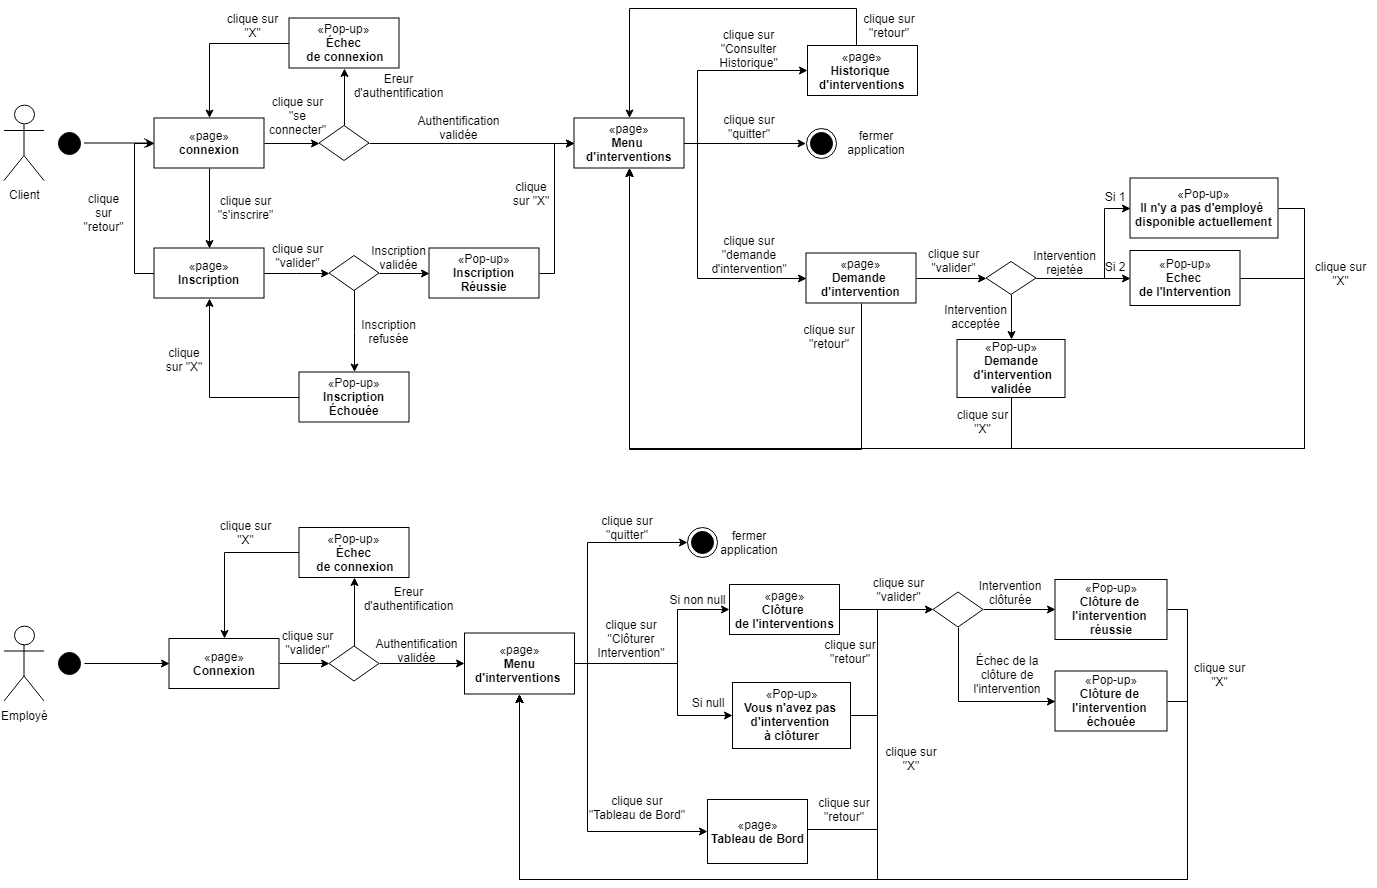 clique sur
"X"
«Pop-up»
Échec
de connexion
Ereur
d'authentification
clique sur
"se
connecter"
«page»
connexion
Client
Authentification
validée
clique
sur
"retour"
clique sur
"s'inscrire"
«page»
Inscription
clique sur
"valider"
Inscription
validée
«Pop-up»
Inscription
Réussie
clique
sur "X"
Inscription
refusée
clique
sur "X"
«Pop-up»
Inscription
Échouée
«page»
Menu
d'interventions
clique sur
"Consulter
Historique"
clique sur
"retour"
«page»
Historique
d'interventions
clique sur
"quitter"
fermer
application
clique sur
"demande
d'intervention"
«page»
Demande
d'intervention
clique sur
"valider"
Intervention
rejetée
Si 1
«Pop-up»
Il n'y a pas d'employé
disponible actuellement
Si 2
«Pop-up»
Echec
de l'Intervention
clique sur
"X"
clique sur
"retour"
Intervention
acceptée
«Pop-up»
Demande
d'intervention
validée
clique sur
"X"
clique sur
"X"
«Pop-up»
Échec
de connexion
Ereur
d'authentification
Employé
«page»
Connexion
clique sur
"valider"
Authentification
validée
«page»
Menu
d'interventions
clique sur
"quitter"
fermer
application
clique sur
"Clôturer
Intervention"
Si non null
«page»
Clôture
de l'interventions
clique sur
"valider"
clique sur
"retour"
Intervention
clôturée
«Pop-up»
Clôture de
l'intervention
réussie
Échec de la
clôture de
l'intervention
«Pop-up»
Clôture de
l'intervention
échouée
clique sur
"X"
Si null
«Pop-up»
Vous n'avez pas
d'intervention
à clôturer
clique sur
"X"
clique sur
"Tableau de Bord"
«page»
Tableau de Bord
clique sur
"retour"